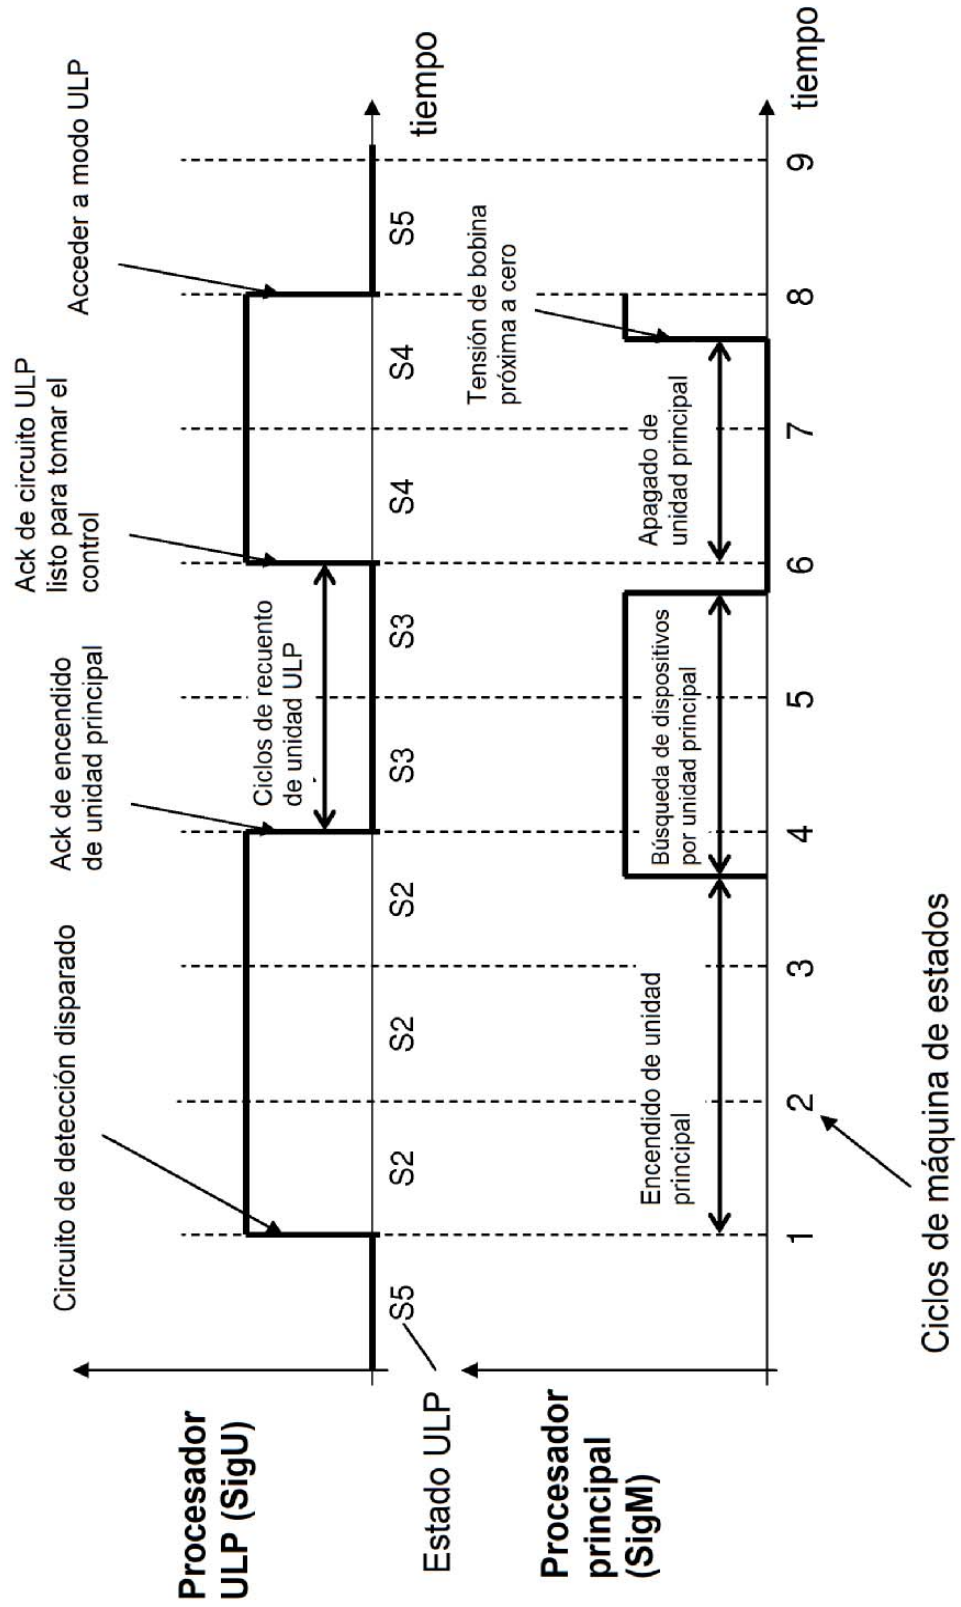 Circuito de detección disparado
Ack de encendido
de unidad principal
Ack de circuito ULP
listo para tomar el
control
Acceder a modo ULP
Procesador
ULP (SigU)
Ciclos de recuento
de unidad ULP
tiempo
Estado ULP
S5
S2
S2
S2
S3
S3
S4
S4
S5
Procesador
principal
(SigM)
Encendido de unidad
principal
Búsqueda de dispositivos
por unidad principal
Apagado de
unidad principal
Tensión de bobina
próxima a cero
tiempo
1
2
3
4
5
6
7
8
9
Ciclos de máquina de estados